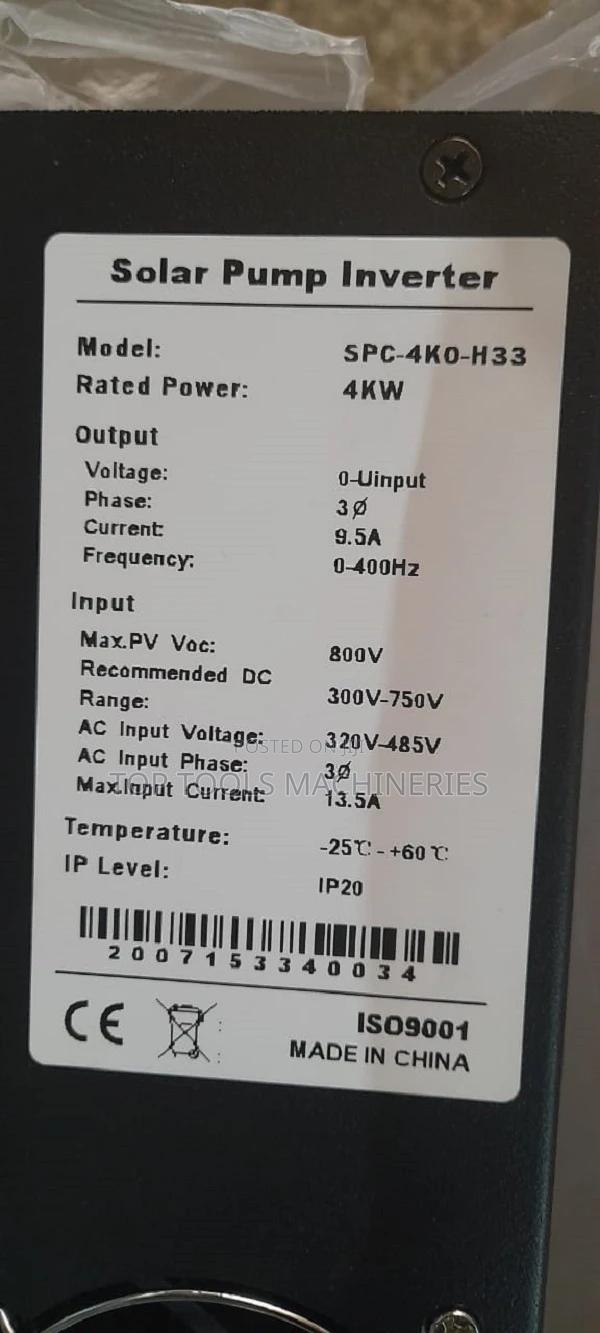 Solar Pump Inverter
Model: SPC-4K0-H33
Rated Power: 4KW
Output
Voltage: 0-Uinput
Phase: 3Ø
Current: 9.5A
Frequency: 0-400Hz
Input
Max.PV Voc: 800V
Recommended DC
Range: 300V-750V
AC Input Voltage: 320V-485V
POSTED ON JIJI
AC Input Phase: 3Ø
TOP TOOLS MACHINERIES
Max.Input Current: 13.5A
Temperature: -25℃-+60℃
IP Level: IP20
2007153340034
CE
ISO9001
MADE IN CHINA